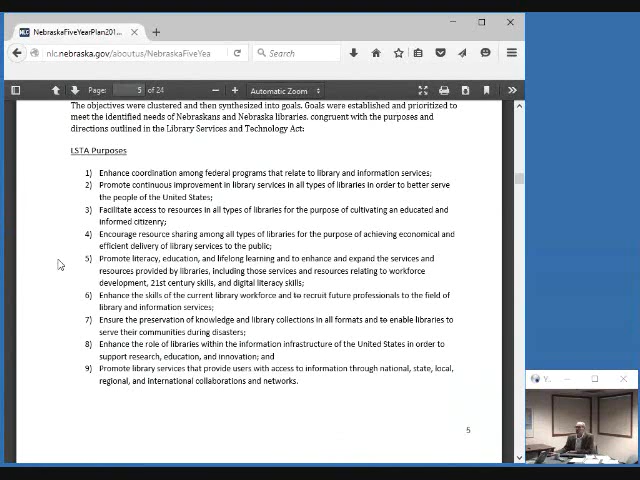 NebraskaFiveYearPlan201...
nlc.nebraska.gov/aboutus/NebraskaFiveYea
Search
Page: 5 of 24
Automatic Zoom
The objectives were clustered and then synthesized into goals. Goals were established and prioritized to
meet the identified needs of Nebraskans and Nebraska libraries. congruent with the purposes and
directions outlined in the Library Services and Technology Act:
LSTA Purposes
1) Enhance coordination among federal programs that relate to library and information services;
2) Promote continuous improvement in library services in all types of libraries in order to better serve
the people of the United States;
3) Facilitate access to resources in all types of libraries for the purpose of cultivating an educated and
informed citizenry;
4) Encourage resource sharing among all types of libraries for the purpose of achieving economical and
efficient delivery of library services to the public;
5) Promote literacy, education, and lifelong learning and to enhance and expand the services and
resources provided by libraries, including those services and resources relating to workforce
development, 21st century skills, and digital literacy skills;
6) Enhance the skills of the current library workforce and to recruit future professionals to the field of
library and information services;
7) Ensure the preservation of knowledge and library collections in all formats and to enable libraries to
serve their communities during disasters;
8) Enhance the role of libraries within the information infrastructure of the United States in order to
support research, education, and innovation; and
9) Promote library services that provide users with access to information through national, state, local,
regional, and international collaborations and networks.
5